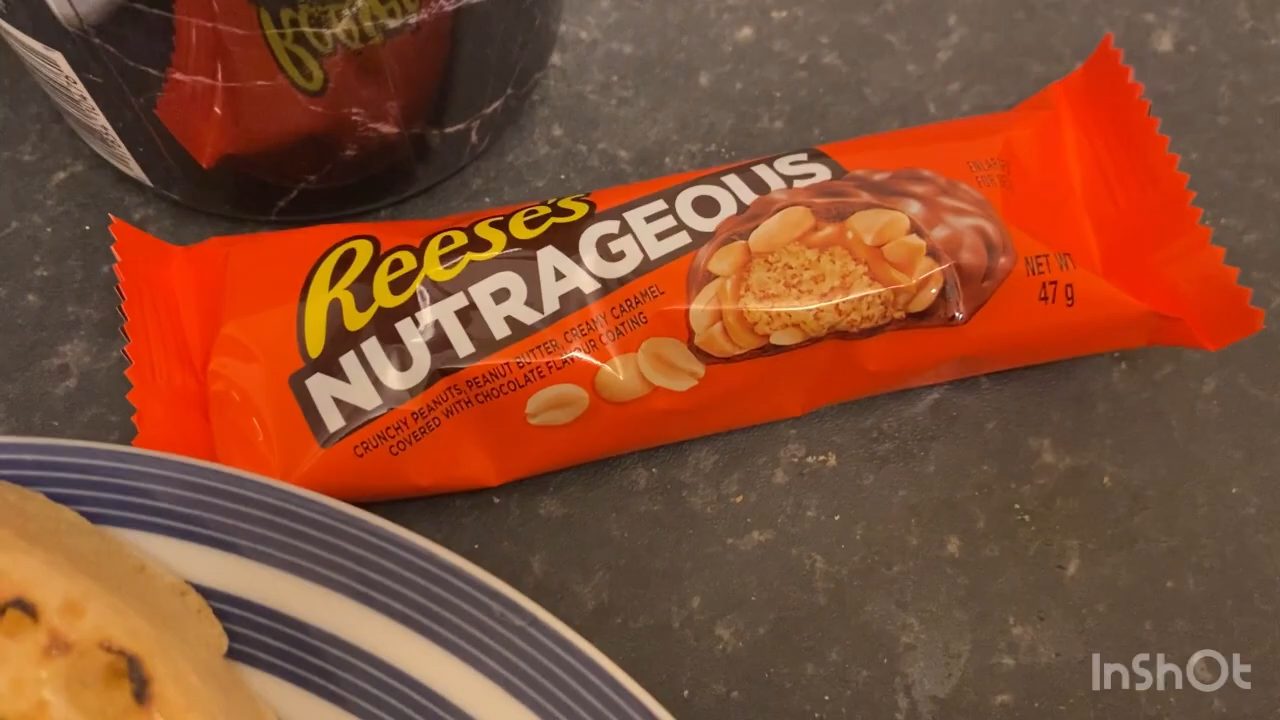 Reese's
NUTRAGEOUS
CRUNCHY PEANUTS, PEANUT BUTTER, CREAMY CARAMEL
COVERED WITH CHOCOLATE FLAVOUR COATING
NET WT
47 g
InShOt